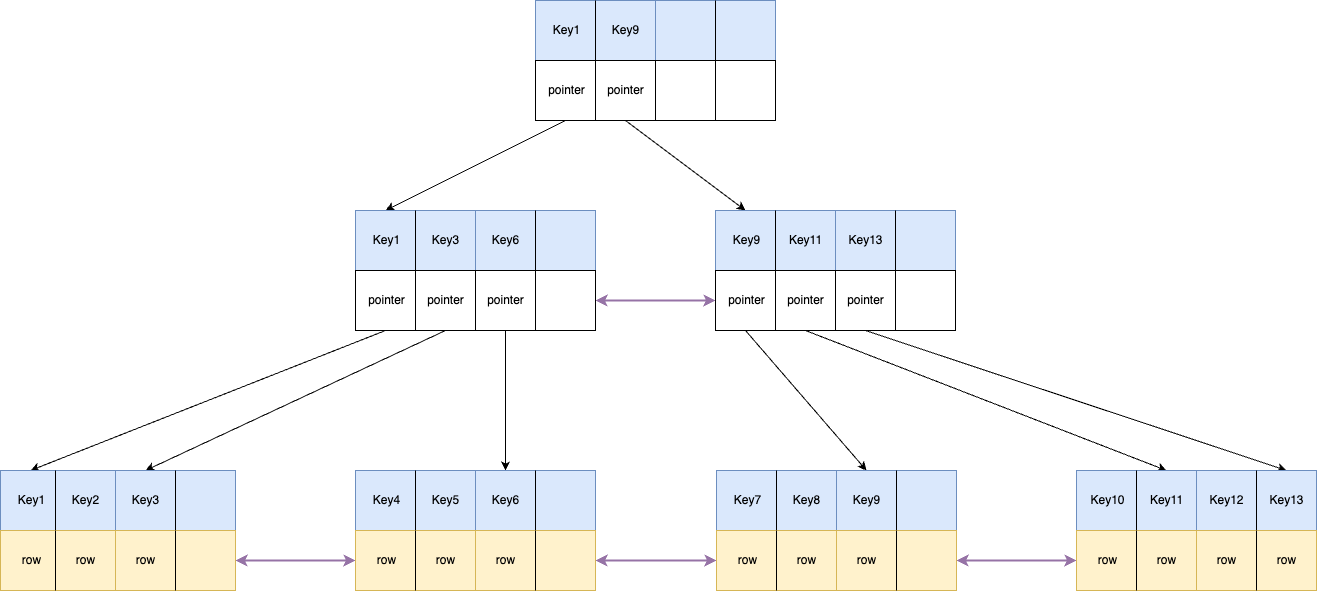 Key1 Key9
pointer pointer
Key1 Key3 Key6 Key9 Key11 Key13
pointer pointer pointer pointer pointer pointer
Key1 Key2 Key3 Key4 Key5 Key6 Key7 Key8 Key9 Key10 Key11 Key12 Key13
row row row row row row row row row row row row row